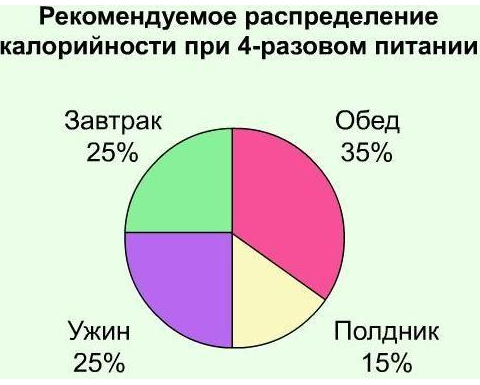 Рекомендуемое распределение
калорийности при 4-разовом питании
Завтрак
25%
Обед
35%
Ужин
25%
Полдник
15%